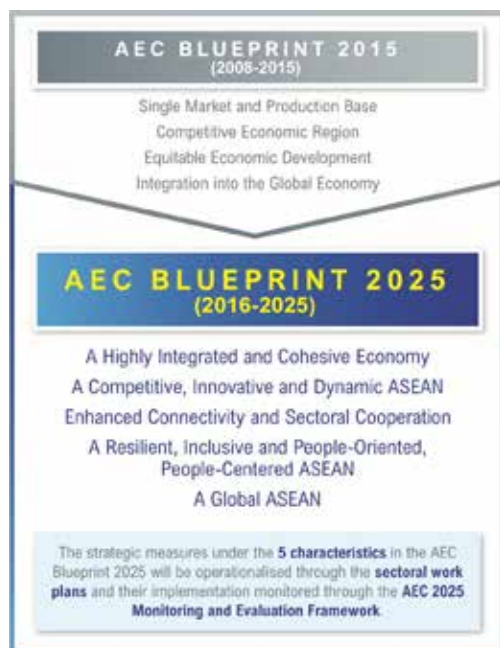 AEC BLUEPRINT 2015
(2008-2015)
Single Market and Production Base
Competitive Economic Region
Equitable Economic Development
Integration into the Global Economy
AEC BLUEPRINT 2025
(2016-2025)
A Highly Integrated and Cohesive Economy
A Competitive, Innovative and Dynamic ASEAN
Enhanced Connectivity and Sectoral Cooperation
A Resilient, Inclusive and People-Oriented,
People-Centered ASEAN
A Global ASEAN
The strategic measures under the 5 characteristics in the AEC
Blueprint 2025 will be operationalised through the sectoral work
plans and their implementation monitored through the AEC 2025
Monitoring and Evaluation Framework.